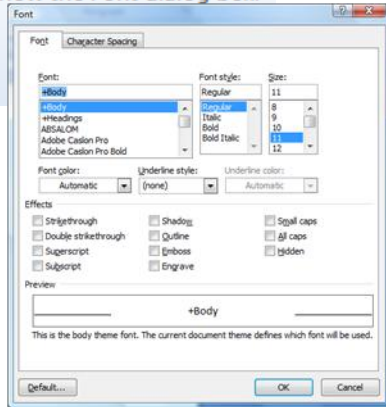 Font
Font Character Spacing
Font: Font style: Size:
+Body Regular 11
+Body Regular 8
+Headings Italic 9
ABSALOM Bold 10
Adobe Caslon Pro Bold Italic 11
Adobe Caslon Pro Bold 12
Font color: Underline style: Underline color:
Automatic (none) Automatic
Effects
Strikethrough Shadow Small caps
Double strikethrough Outline All caps
Superscript Emboss Hidden
Subscript Engrave
Preview
+Body
This is the body theme font. The current document theme defines which font will be used.
Default... OK Cancel